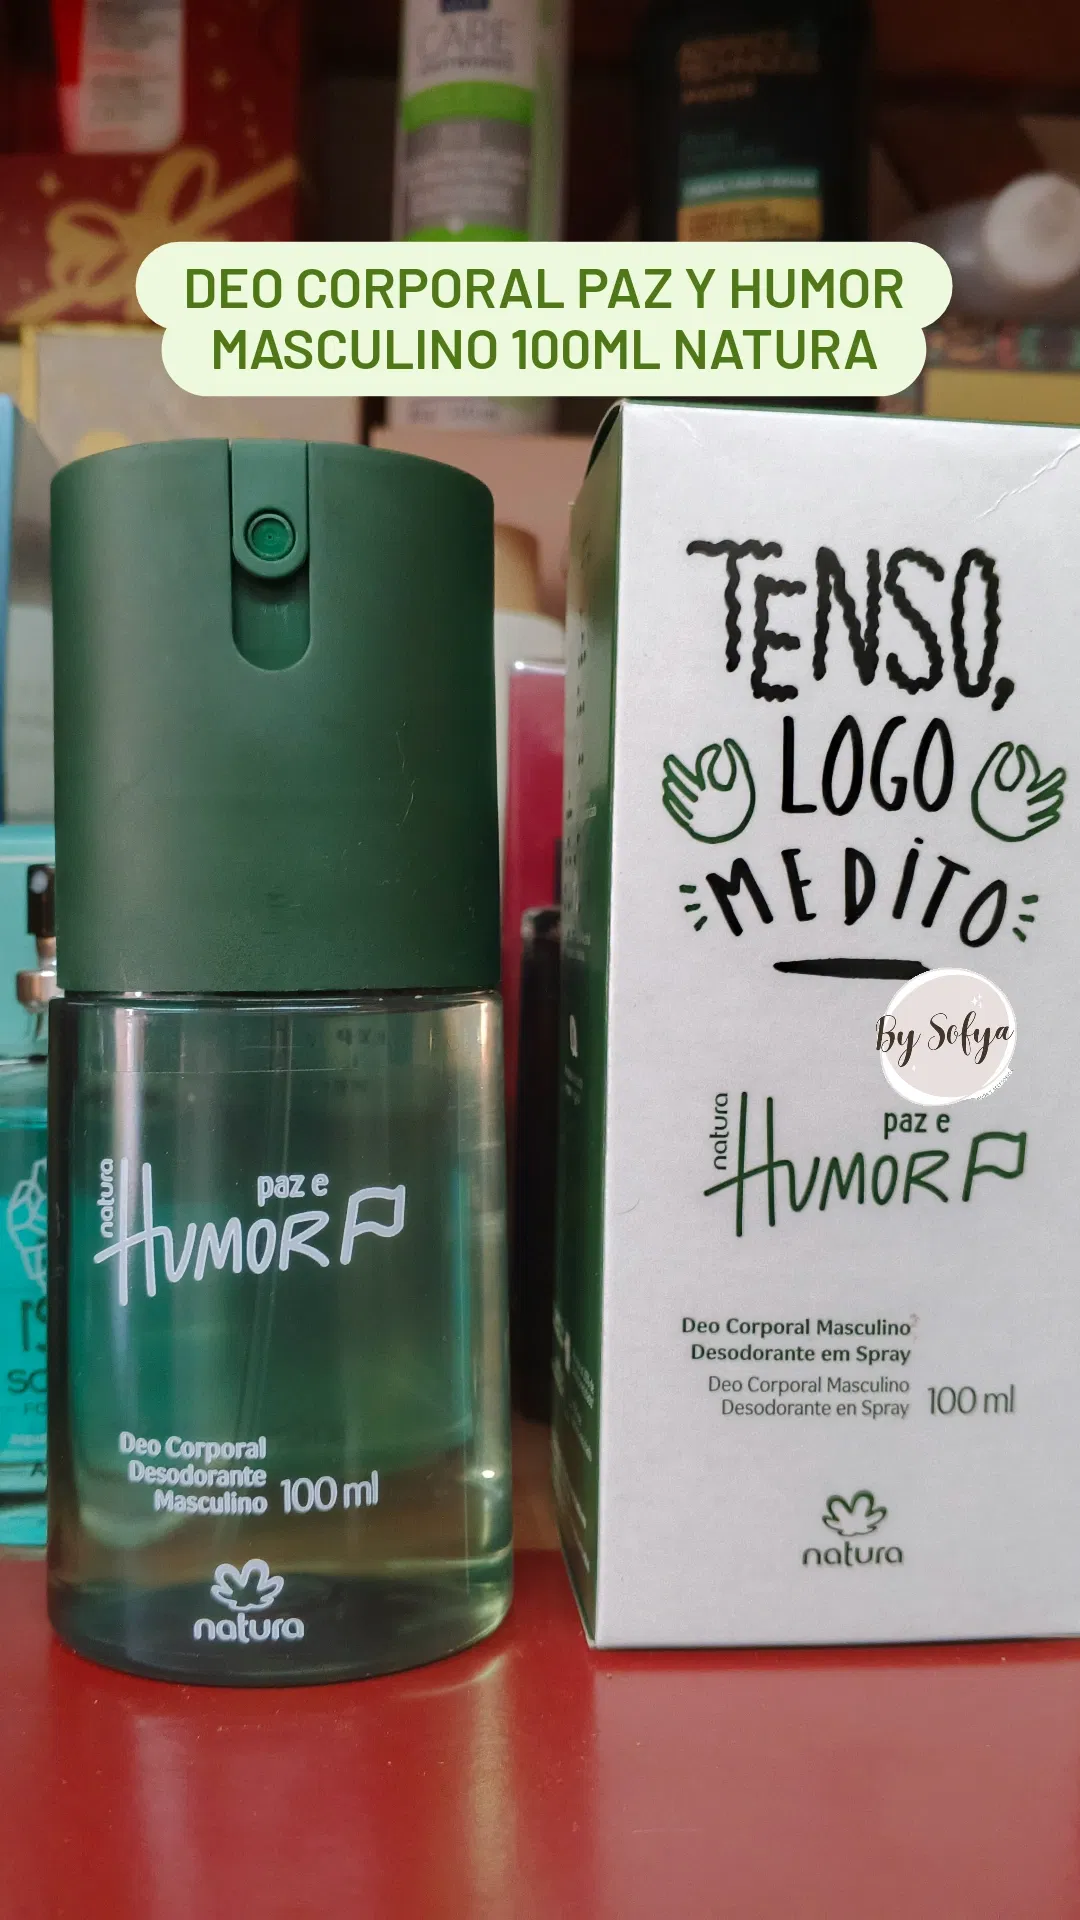 CARE
DEO CORPORAL PAZ Y HUMOR
MASCULINO 100ML NATURA
TENSO,
LOGO
MEDITO
By Sofya
natura
paz e
HUMOR
Deo Corporal Masculino
Desodorante em Spray
Deo Corporal Masculino
Desodorante en Spray
100 ml
natura
natura
paz e
HUMOR
Deo Corporal
Desodorante
Masculino
100 ml
natura